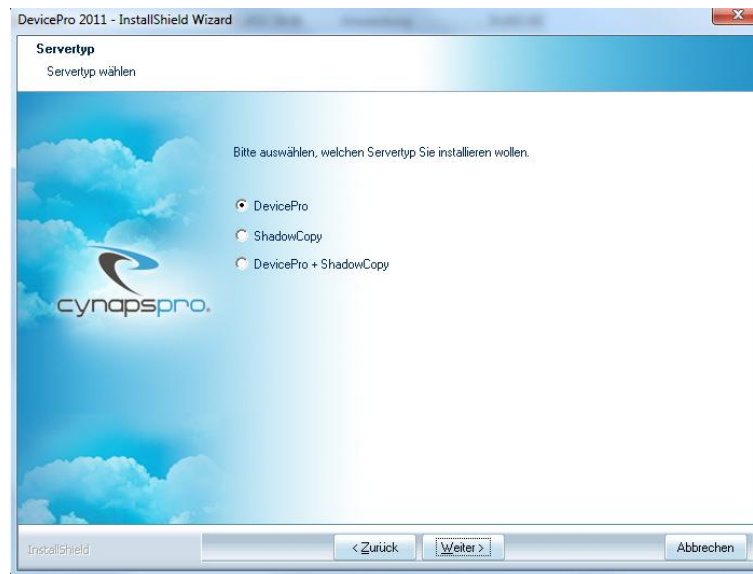 DevicePro 2011 - InstallShield Wizard
Servertyp
Servertyp wählen
Bitte auswählen, welchen Servertyp Sie installieren wollen.
DevicePro
ShadowCopy
DevicePro + ShadowCopy
cynapspro.
InstallShield
< Zurück
Weiter >
Abbrechen